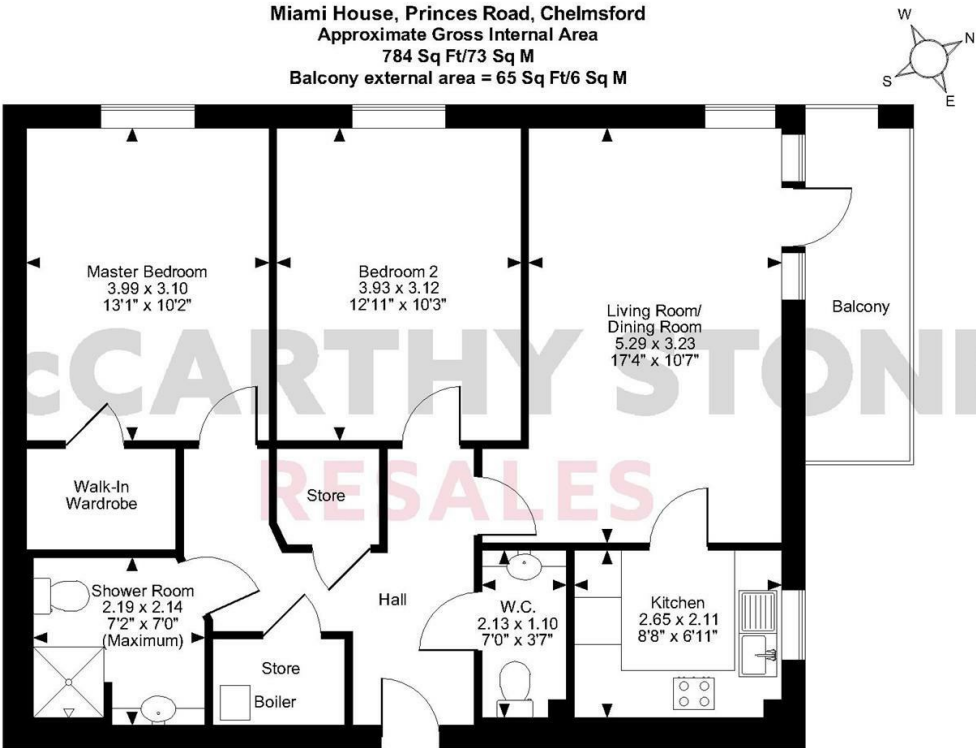 Miami House, Princes Road, Chelmsford
Approximate Gross Internal Area
784 Sq Ft/73 Sq M
Balcony external area = 65 Sq Ft/6 Sq M
W
N
S
E
Master Bedroom
3.99 x 3.10
13'1" x 10'2"
Bedroom 2
3.93 x 3.12
12'11" x 10'3"
Living Room/
Dining Room
5.29 x 3.23
17'4" x 10'7"
Balcony
cCARTHY STONE
RESALES
Walk-In
Wardrobe
Store
Shower Room
2.19 x 2.14
7'2" x 7'0"
(Maximum)
Hall
W.C.
2.13 x 1.10
7'0" x 3'7"
Kitchen
2.65 x 2.11
8'8" x 6'11"
Store
Boiler